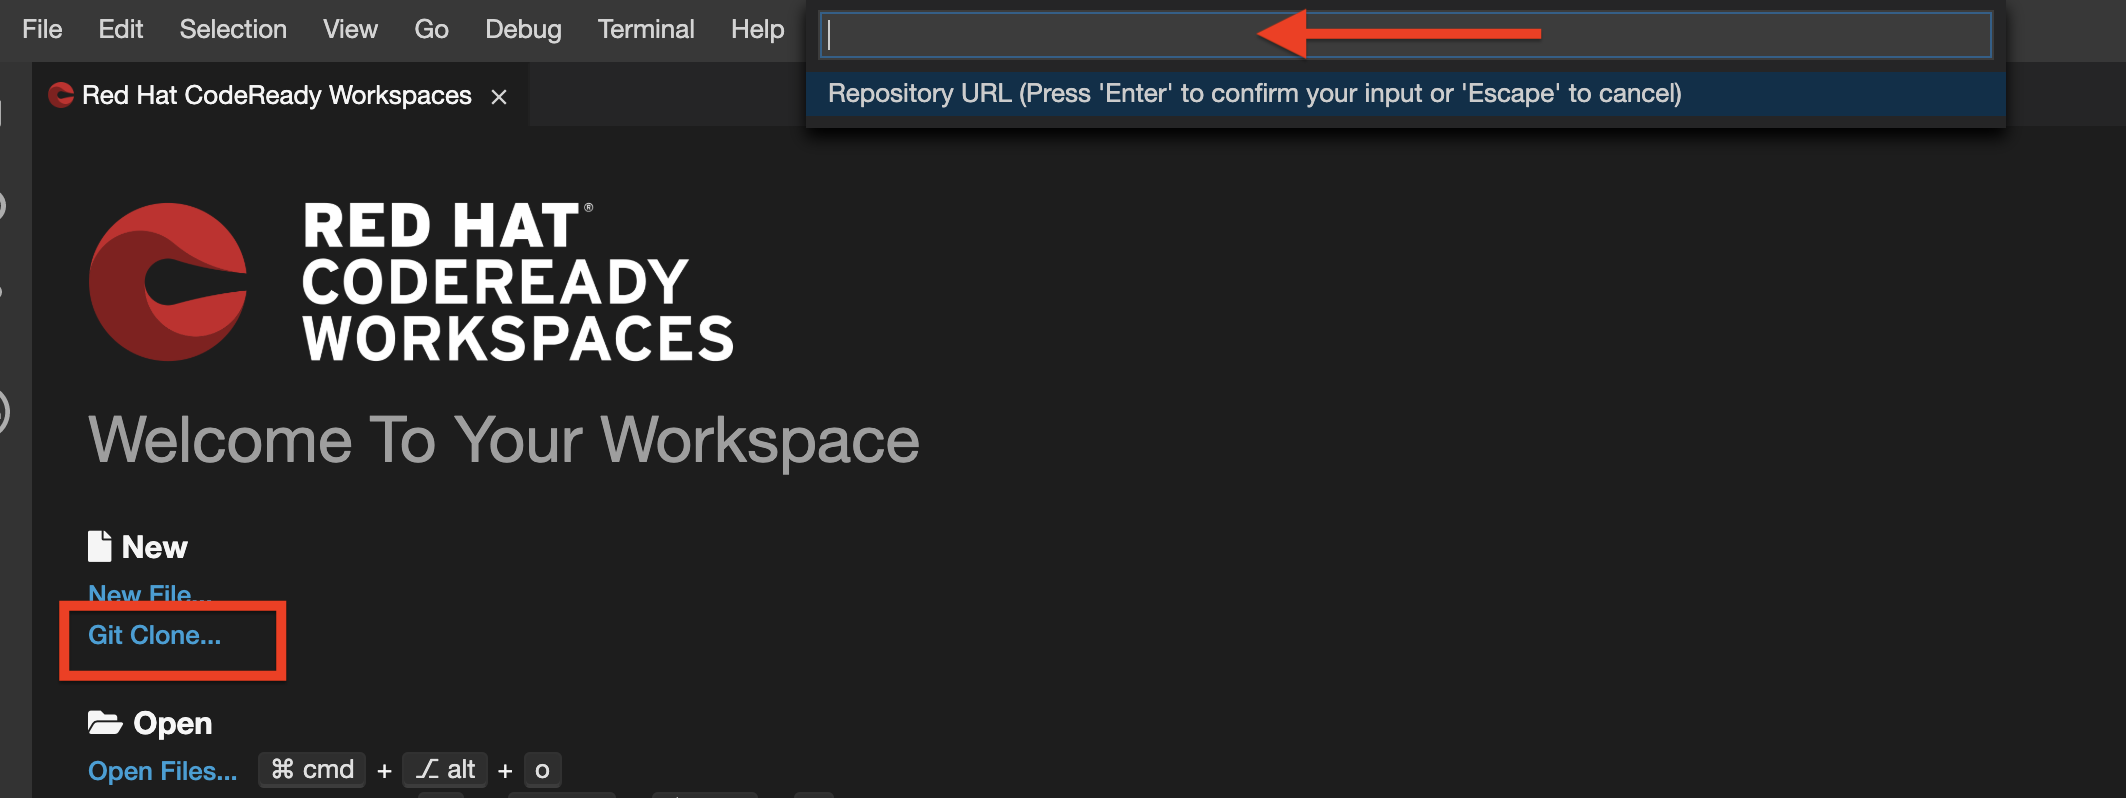 File Edit Selection View Go Debug Terminal Help
Red Hat CodeReady Workspaces ×
Repository URL (Press 'Enter' to confirm your input or 'Escape' to cancel)
RED HAT®
CODEREADY
WORKSPACES
Welcome To Your Workspace
New
New File...
Git Clone...
Open
Open Files... ⌘ cmd + ⌥ alt + o